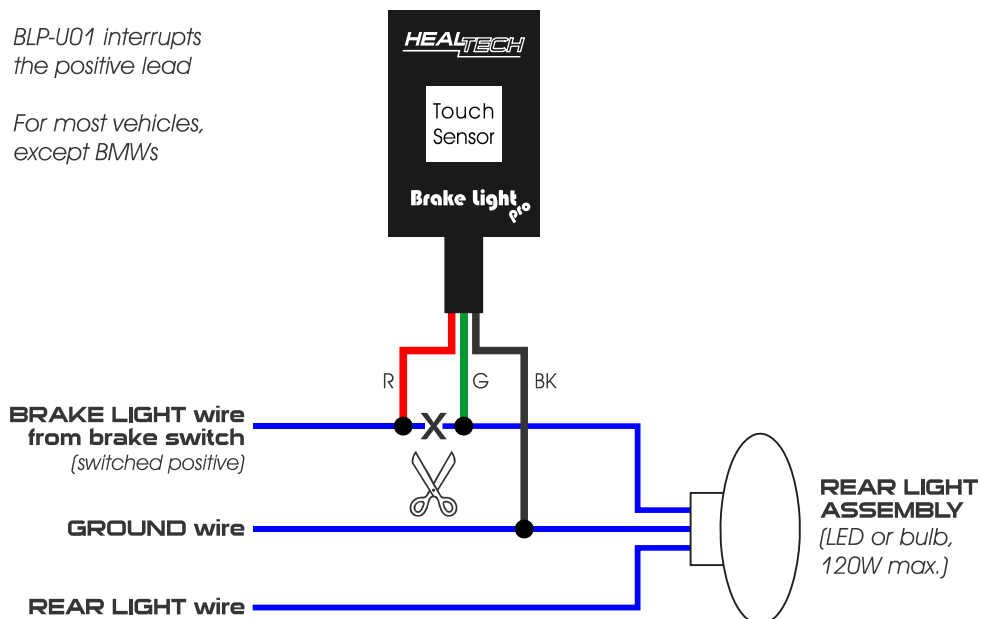 BLP-U01 interrupts
the positive lead
For most vehicles,
except BMWs
HEALTECH
Touch
Sensor
Brake Light
pro
R
G
BK
BRAKE LIGHT wire
from brake switch
(switched positive)
X
GROUND wire
REAR LIGHT wire
REAR LIGHT
ASSEMBLY
(LED or bulb,
120W max.)